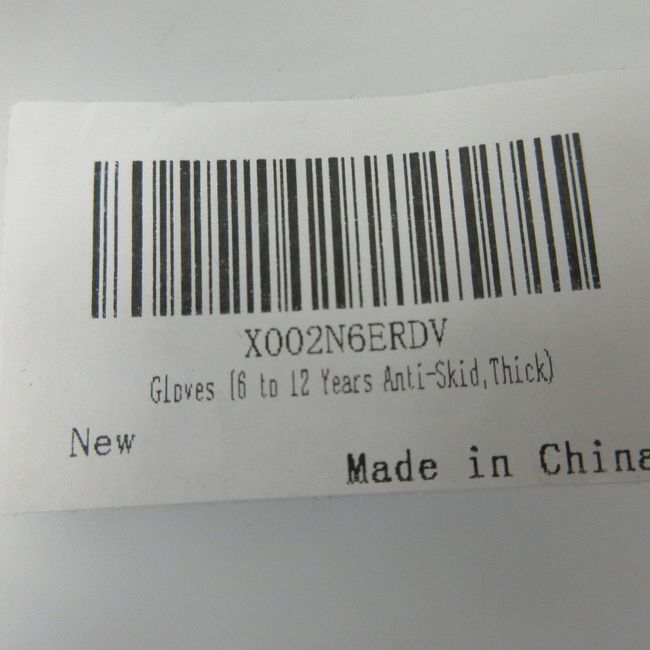 X002N6ERDV
Gloves (6 to 12 Years Anti-Skid,Thick)
New
Made in China